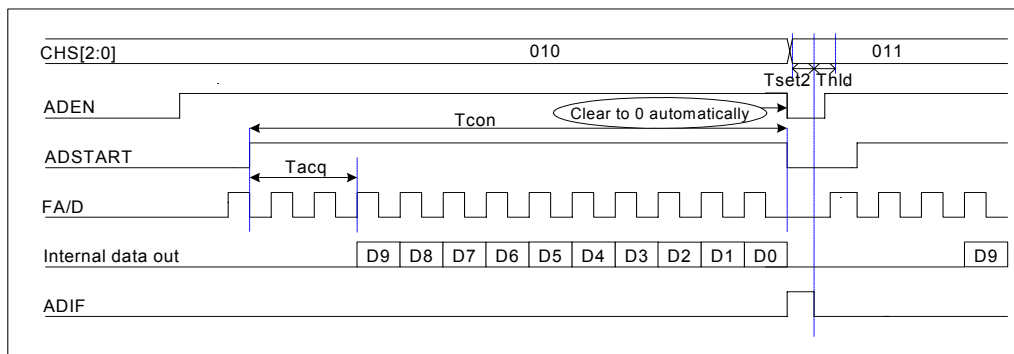 CHS[2:0] 010 011
Tset2 Thld
ADEN Clear to 0 automatically
Tcon
ADSTART
Tacq
FA/D
Internal data out D9 D8 D7 D6 D5 D4 D3 D2 D1 D0 D9
ADIF